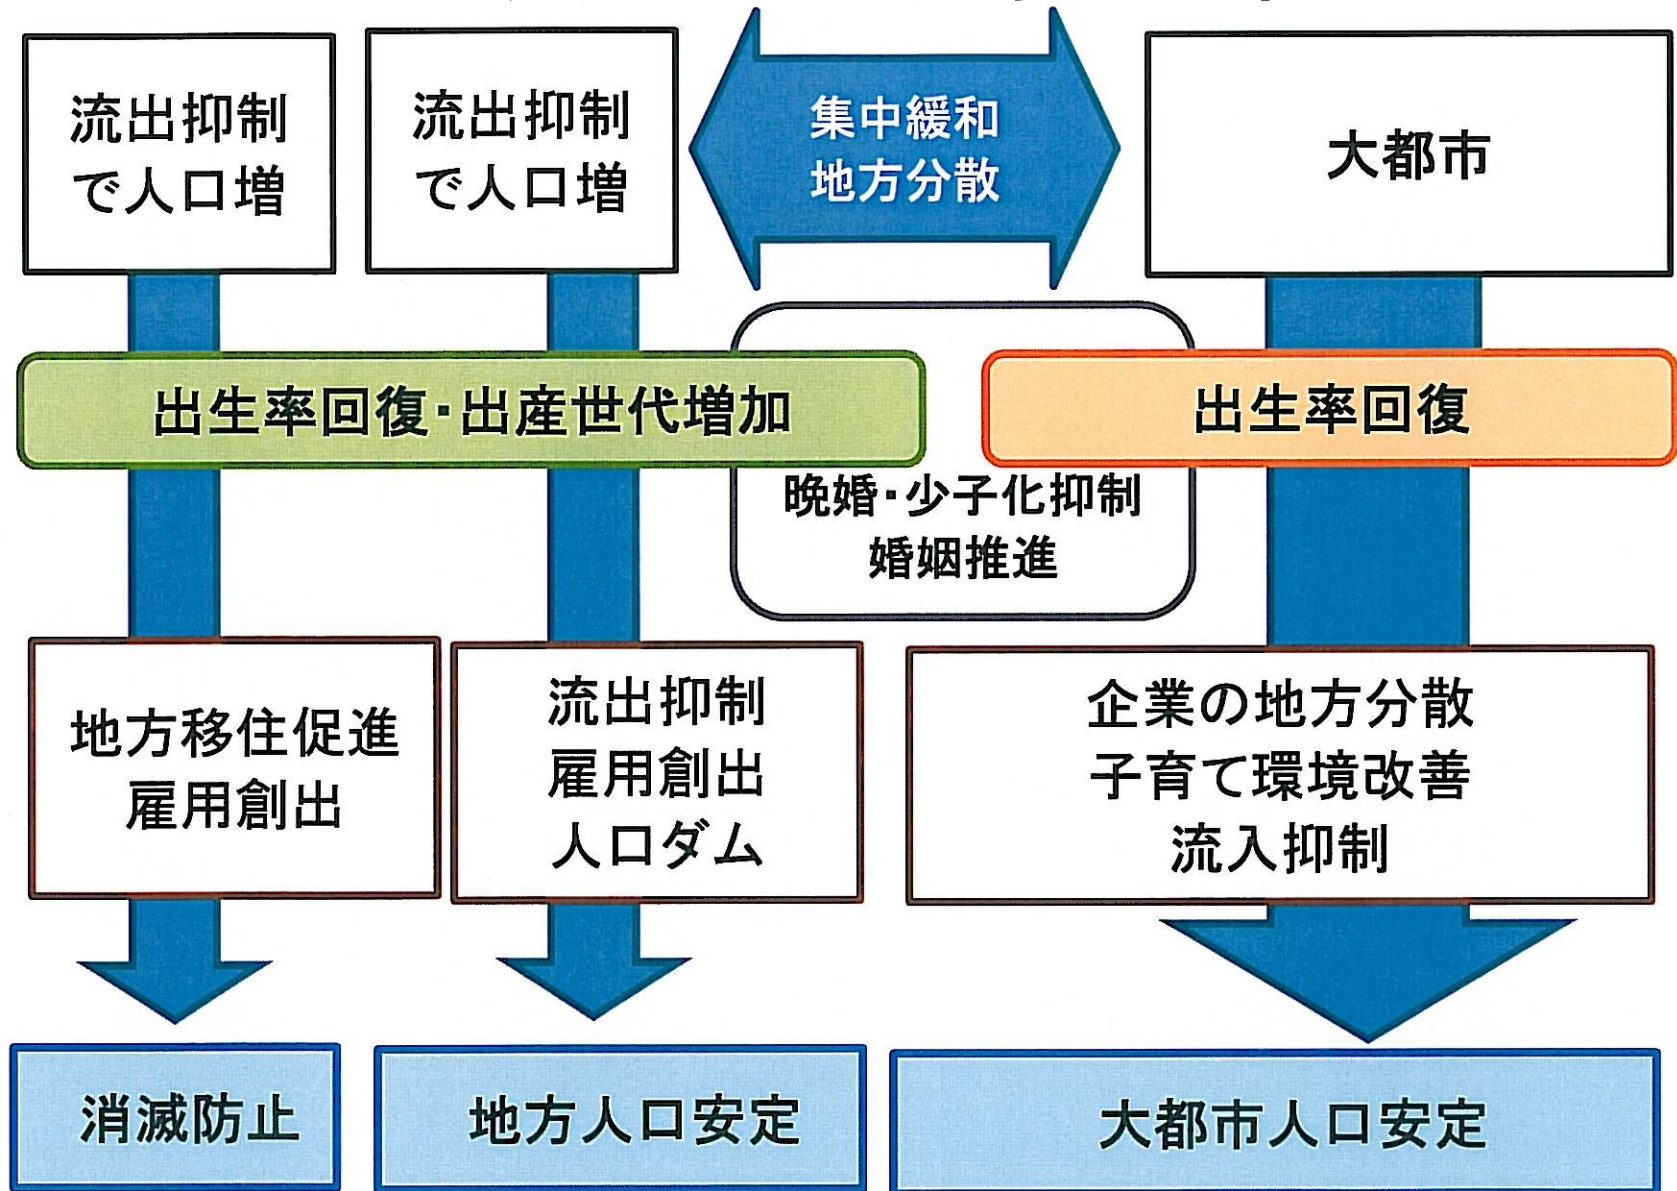 流出抑制
で人口増
流出抑制
で人口増
集中緩和
地方分散
大都市
出生率回復・出産世代増加
出生率回復
晩婚・少子化抑制
婚姻推進
地方移住促進
雇用創出
流出抑制
雇用創出
人口ダム
企業の地方分散
子育て環境改善
流入抑制
消滅防止
地方人口安定
大都市人口安定